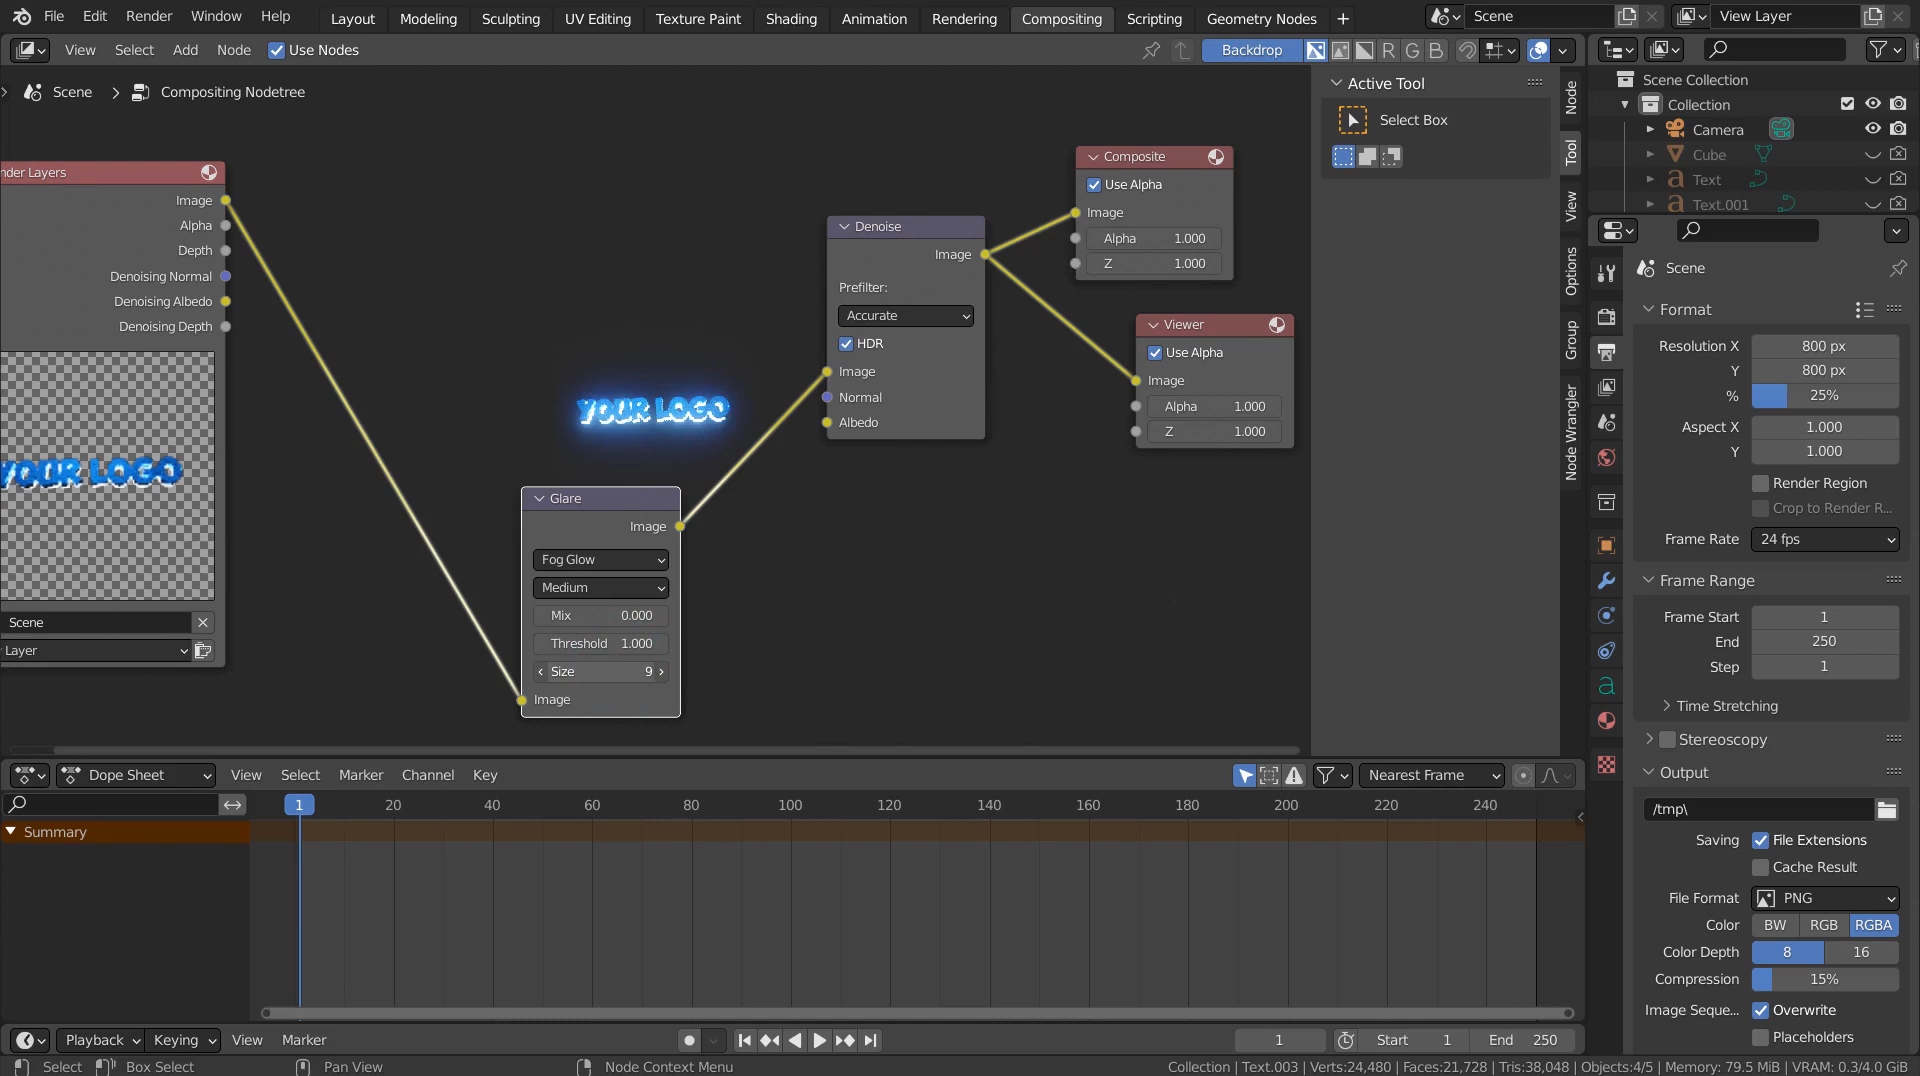 File Edit Render Window Help Layout Modeling Sculpting UV Editing Texture Paint Shading Animation Rendering Compositing Scripting Geometry Nodes + Scene View Layer
View Select Add Node Use Nodes Backdrop R G B
Scene > Compositing Nodetree
nder Layers
Image
Alpha
Depth
Denoising Normal
Denoising Albedo
Denoising Depth
YOUR LOGO
Scene
Layer
YOUR LOGO
Glare
Image
Fog Glow
Medium
Mix 0.000
Threshold 1.000
Size 9
Image
Denoise
Image
Prefilter:
Accurate
HDR
Image
Normal
Albedo
Composite
Use Alpha
Image
Alpha 1.000
Z 1.000
Viewer
Use Alpha
Image
Alpha 1.000
Z 1.000
Active Tool
Select Box
Node
Tool
View
Options
Group
Node Wrangler
Scene Collection
Collection
Camera
Cube
Text
Text.001
Scene
Format
Resolution X 800 px
Y 800 px
% 25%
Aspect X 1.000
Y 1.000
Render Region
Crop to Render R...
Frame Rate 24 fps
Frame Range
Frame Start 1
End 250
Step 1
Time Stretching
Stereoscopy
Output
/tmp\
Saving File Extensions
Cache Result
File Format PNG
Color BW RGB RGBA
Color Depth 8 16
Compression 15%
Image Seque... Overwrite
Placeholders
Dope Sheet View Select Marker Channel Key Nearest Frame
1 20 40 60 80 100 120 140 160 180 200 220 240
Summary
Playback Keying View Marker 1 Start 1 End 250
Select Box Select Pan View Node Context Menu Collection | Text.003 | Verts:24,480 | Faces:21,728 | Tris:38,048 | Objects:4/5 | Memory: 79.5 MiB | VRAM: 0.3/4.0 GiB